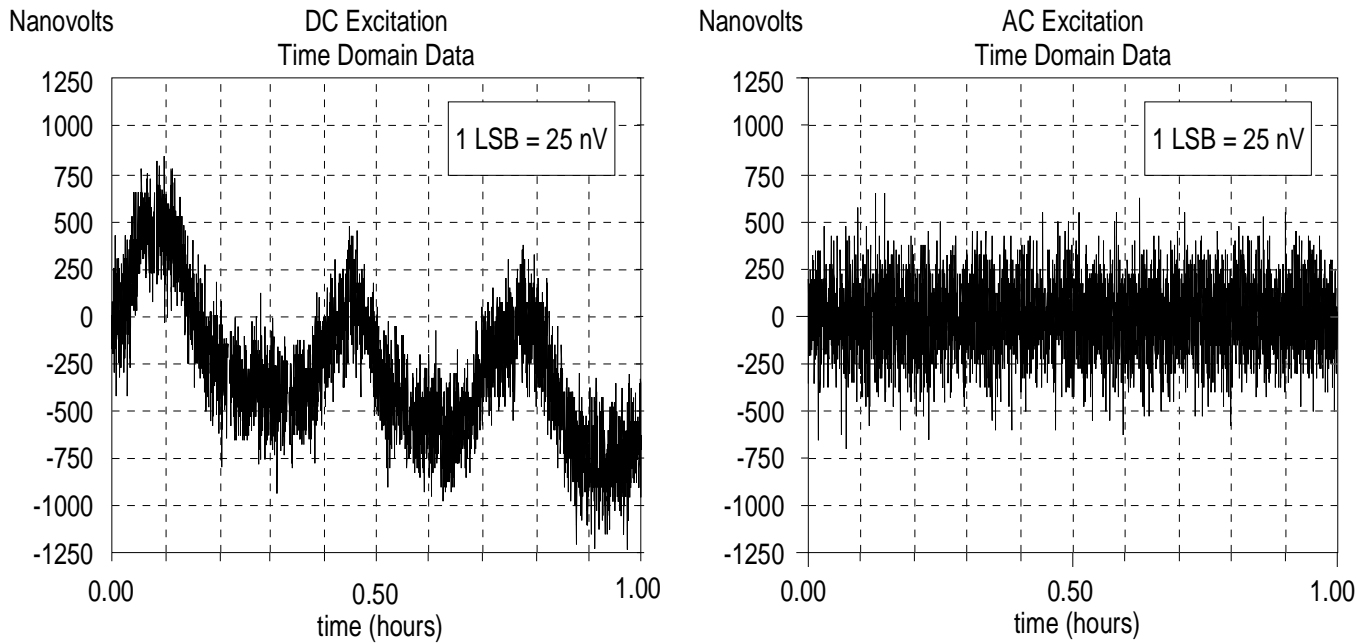 Nanovolts
DC Excitation
Time Domain Data
1250
1000
750
500
250
0
-250
-500
-750
-1000
-1250
1 LSB = 25 nV
0.00
0.50
1.00
time (hours)
Nanovolts
AC Excitation
Time Domain Data
1250
1000
750
500
250
0
-250
-500
-750
-1000
-1250
1 LSB = 25 nV
0.00
0.50
1.00
time (hours)